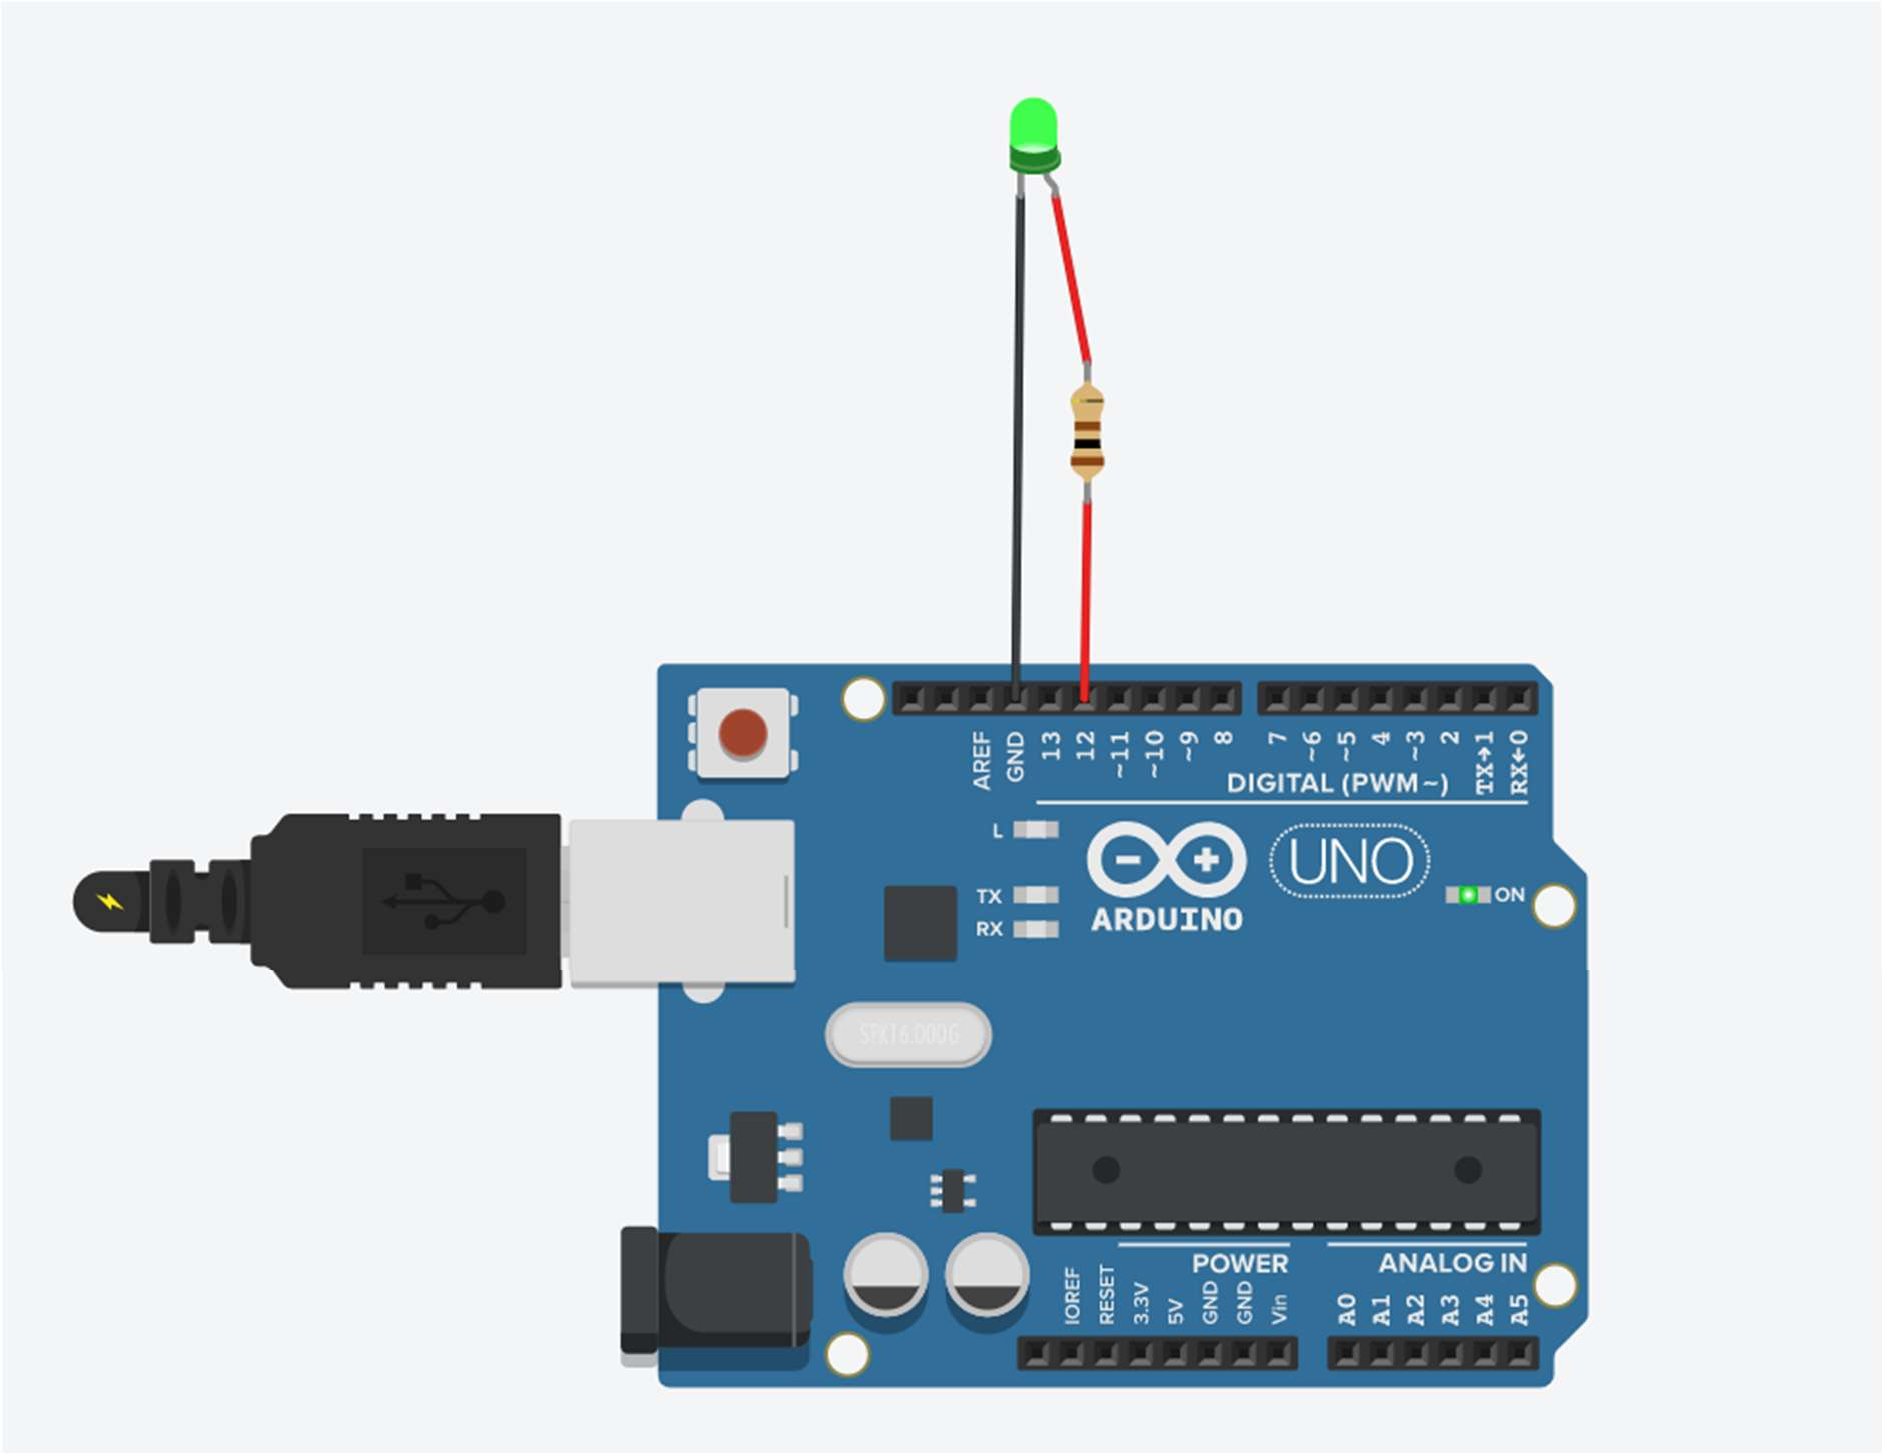 AREF GND 13 12 ~11 ~10 ~9 8 7 ~6 ~5 4 ~3 2 TX→1 RX←0
DIGITAL (PWM~)
L
TX
RX
ARDUINO
UNO
ON
SPK16.000G
POWER
ANALOG IN
IOREF RESET 3.3V 5V GND GND Vin A0 A1 A2 A3 A4 A5